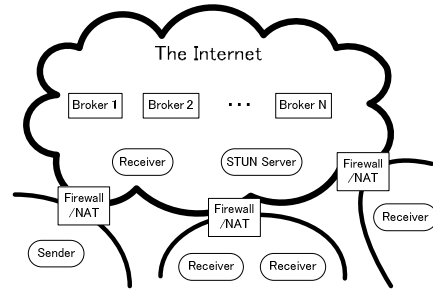 The Internet
Broker 1
Broker 2
...
Broker N
Receiver
STUN Server
Firewall
/NAT
Firewall
/NAT
Firewall
/NAT
Receiver
Sender
Receiver
Receiver